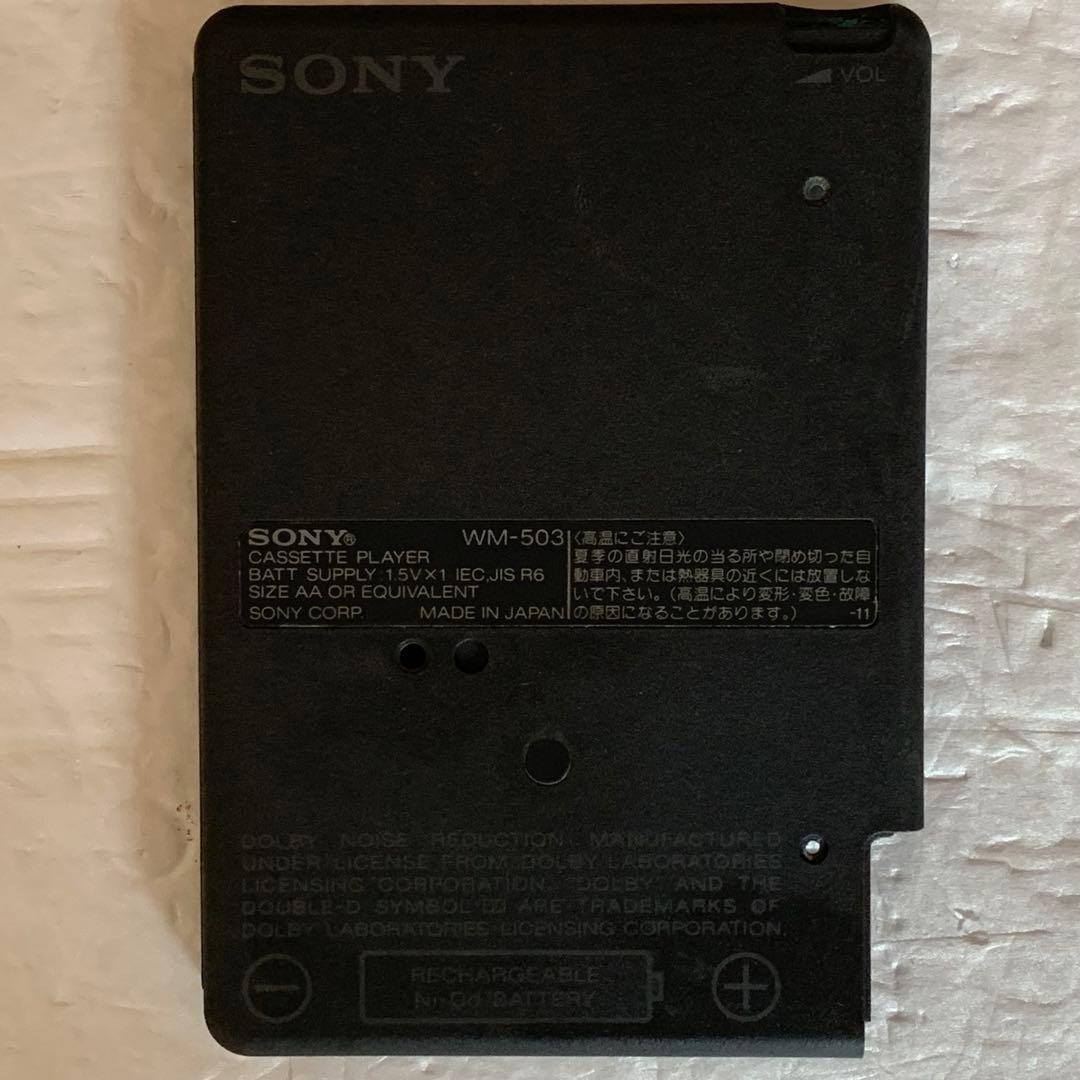 SONY
VOL
SONY® WM-503
CASSETTE PLAYER
BATT SUPPLY 1.5V×1 IEC,JIS R6
SIZE AA OR EQUIVALENT
SONY CORP. MADE IN JAPAN
〈高温にご注意〉
夏季の直射日光の当る所や閉め切った自
動車内、または熱器具の近くには放置しな
いで下さい。(高温により変形・変色・故障
の原因になることがあります。) -11
DOLBY NOISE REDUCTION MANUFACTURED
UNDER LICENSE FROM DOLBY LABORATORIES
LICENSING CORPORATION. "DOLBY" AND THE
DOUBLE-D SYMBOL ARE TRADEMARKS OF
DOLBY LABORATORIES LICENSING CORPORATION.
RECHARGEABLE
Ni-Cd BATTERY